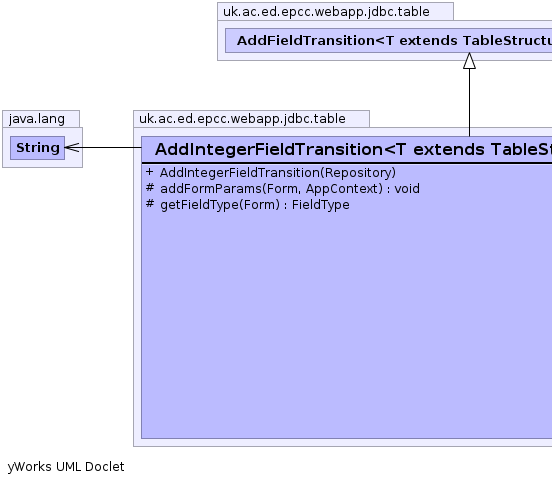 uk.ac.ed.epcc.webapp.jdbc.table
AddFieldTransition<T extends TableStructu
java.lang
String
uk.ac.ed.epcc.webapp.jdbc.table
AddIntegerFieldTransition<T extends TableSt
+ AddIntegerFieldTransition(Repository)
# addFormParams(Form, AppContext) : void
# getFieldType(Form) : FieldType
yWorks UML Doclet